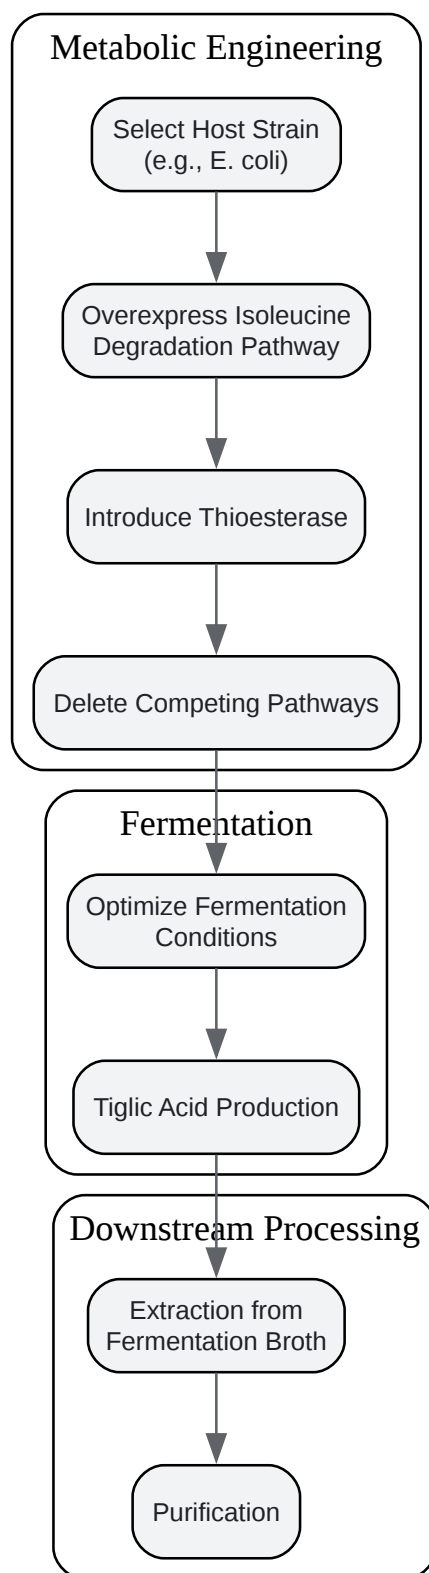 Metabolic Engineering
Select Host Strain
(e.g., E. coli)
Overexpress Isoleucine
Degradation Pathway
Introduce Thioesterase
Delete Competing Pathways
Fermentation
Optimize Fermentation
Conditions
Tiglic Acid Production
Downstream Processing
Extraction from
Fermentation Broth
Purification